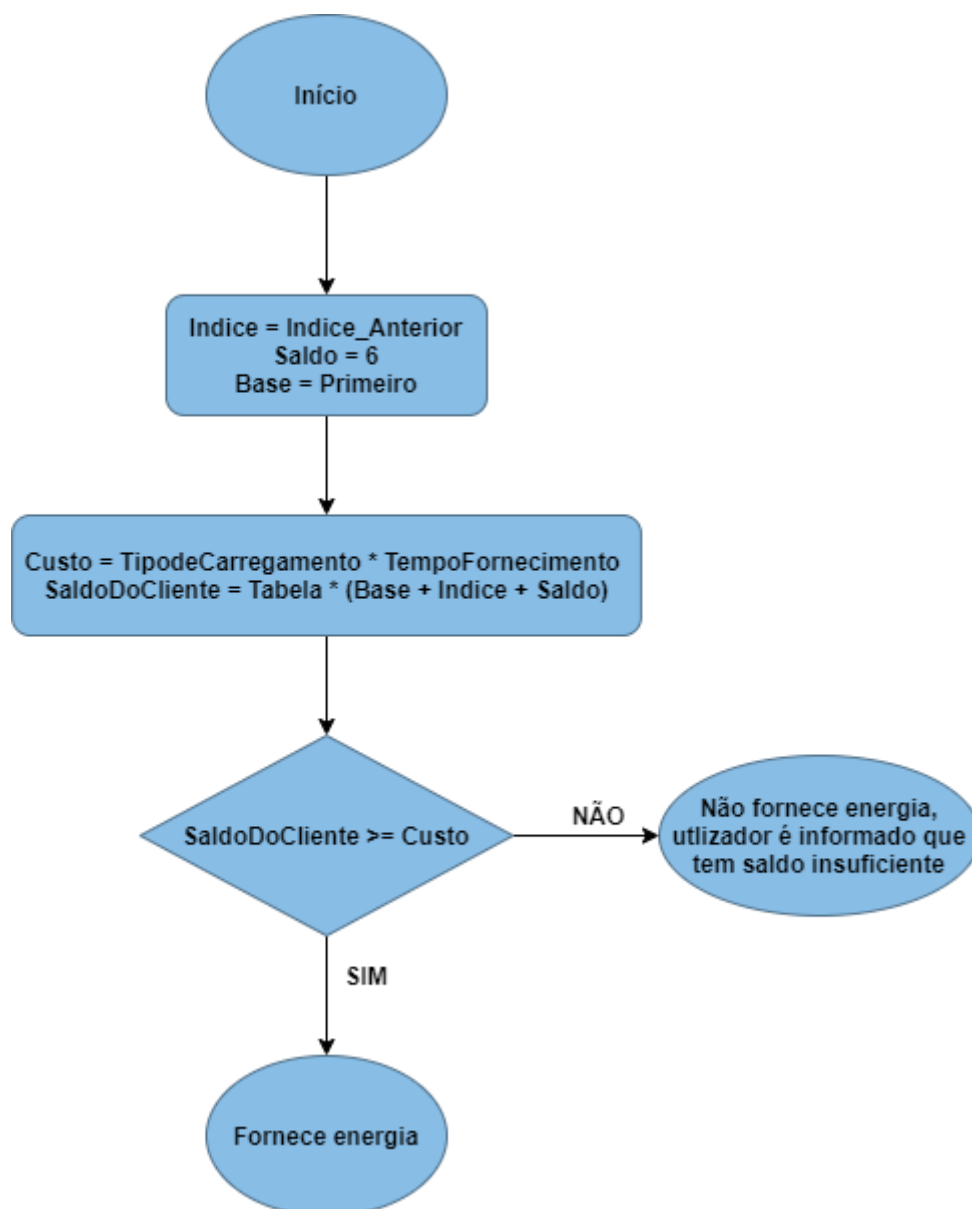 Início
Indice = Indice_Anterior
Saldo = 6
Base = Primeiro
Custo = TipodeCarregamento * TempoFornecimento
SaldoDoCliente = Tabela * (Base + Indice + Saldo)
SaldoDoCliente >= Custo
NÃO
Não fornece energia,
utlizador é informado que
tem saldo insuficiente
SIM
Fornece energia